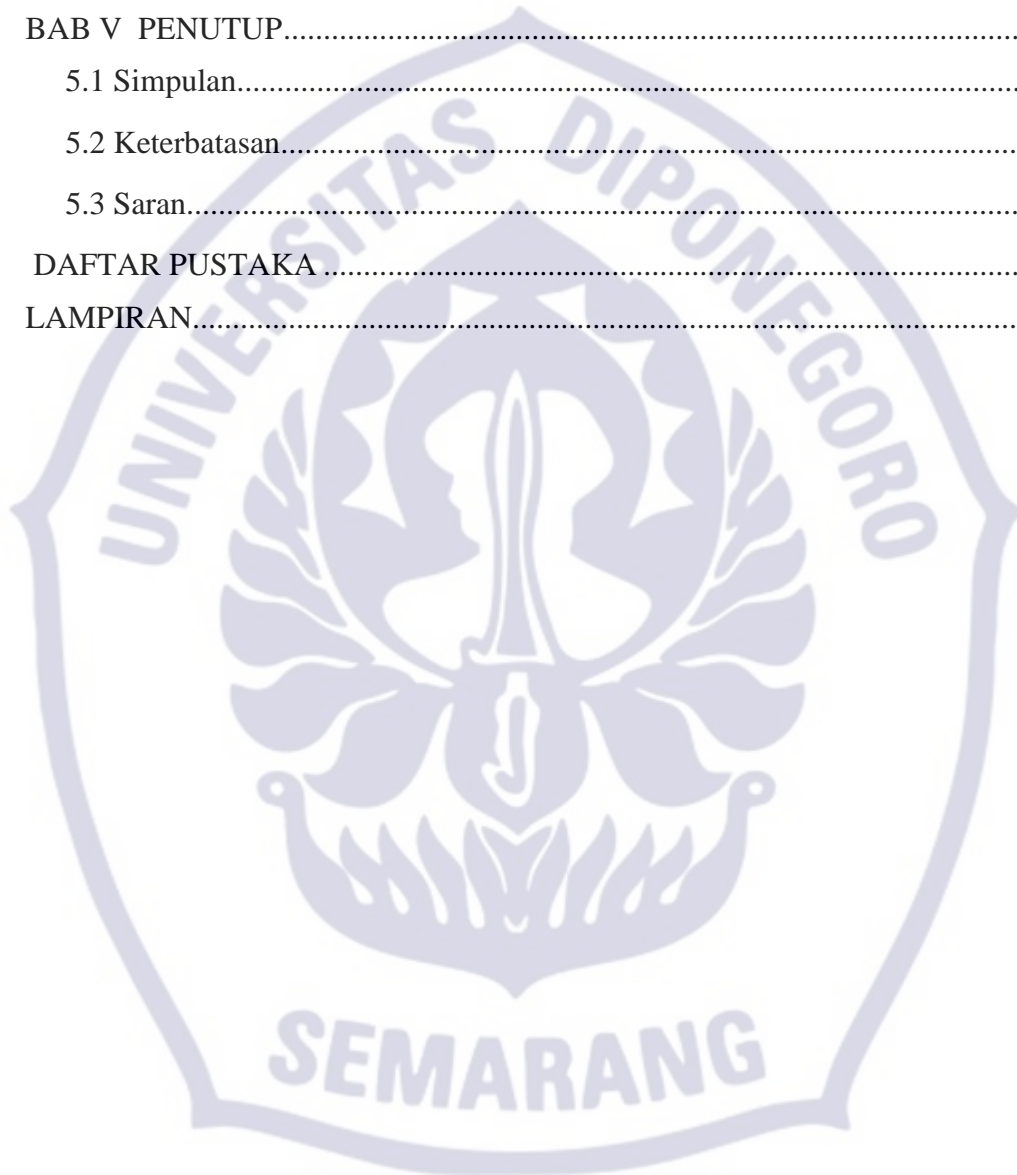 BAB V  PENUTUP...............................................................................................
5.1 Simpulan.....................................................................................................
5.2 Keterbatasan...............................................................................................
5.3 Saran...........................................................................................................
DAFTAR PUSTAKA ..........................................................................................
LAMPIRAN..........................................................................................................
UNIVERSITAS DIPONEGORO
SEMARANG